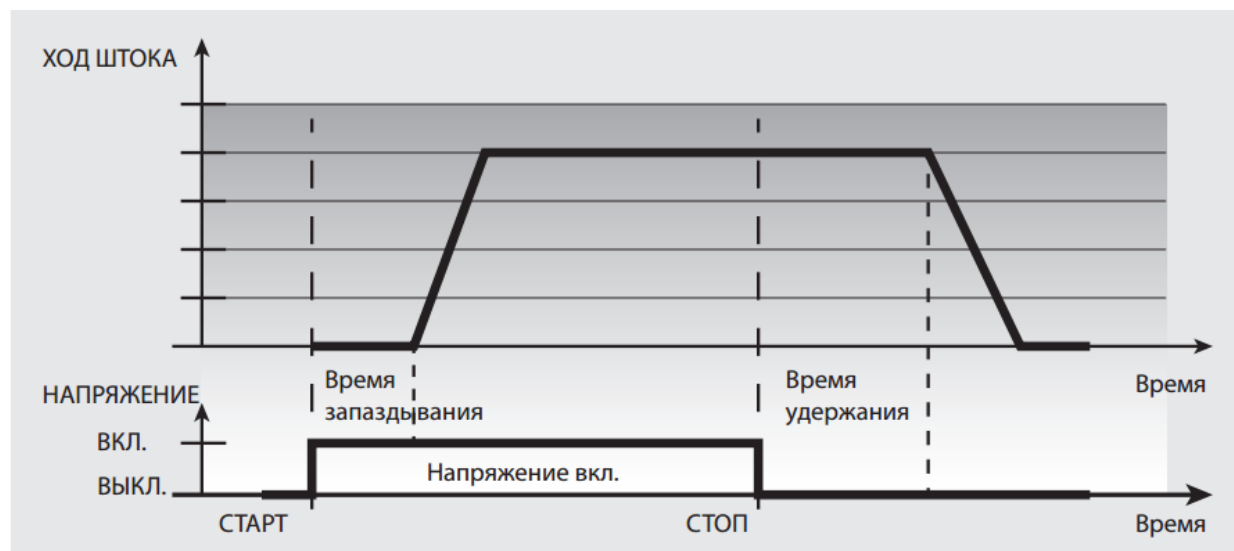 ХОД ШТОКА
Время
запаздывания
Время
удержания
Время
НАПРЯЖЕНИЕ
ВКЛ.
Напряжение вкл.
ВЫКЛ.
СТАРТ
СТОП
Время